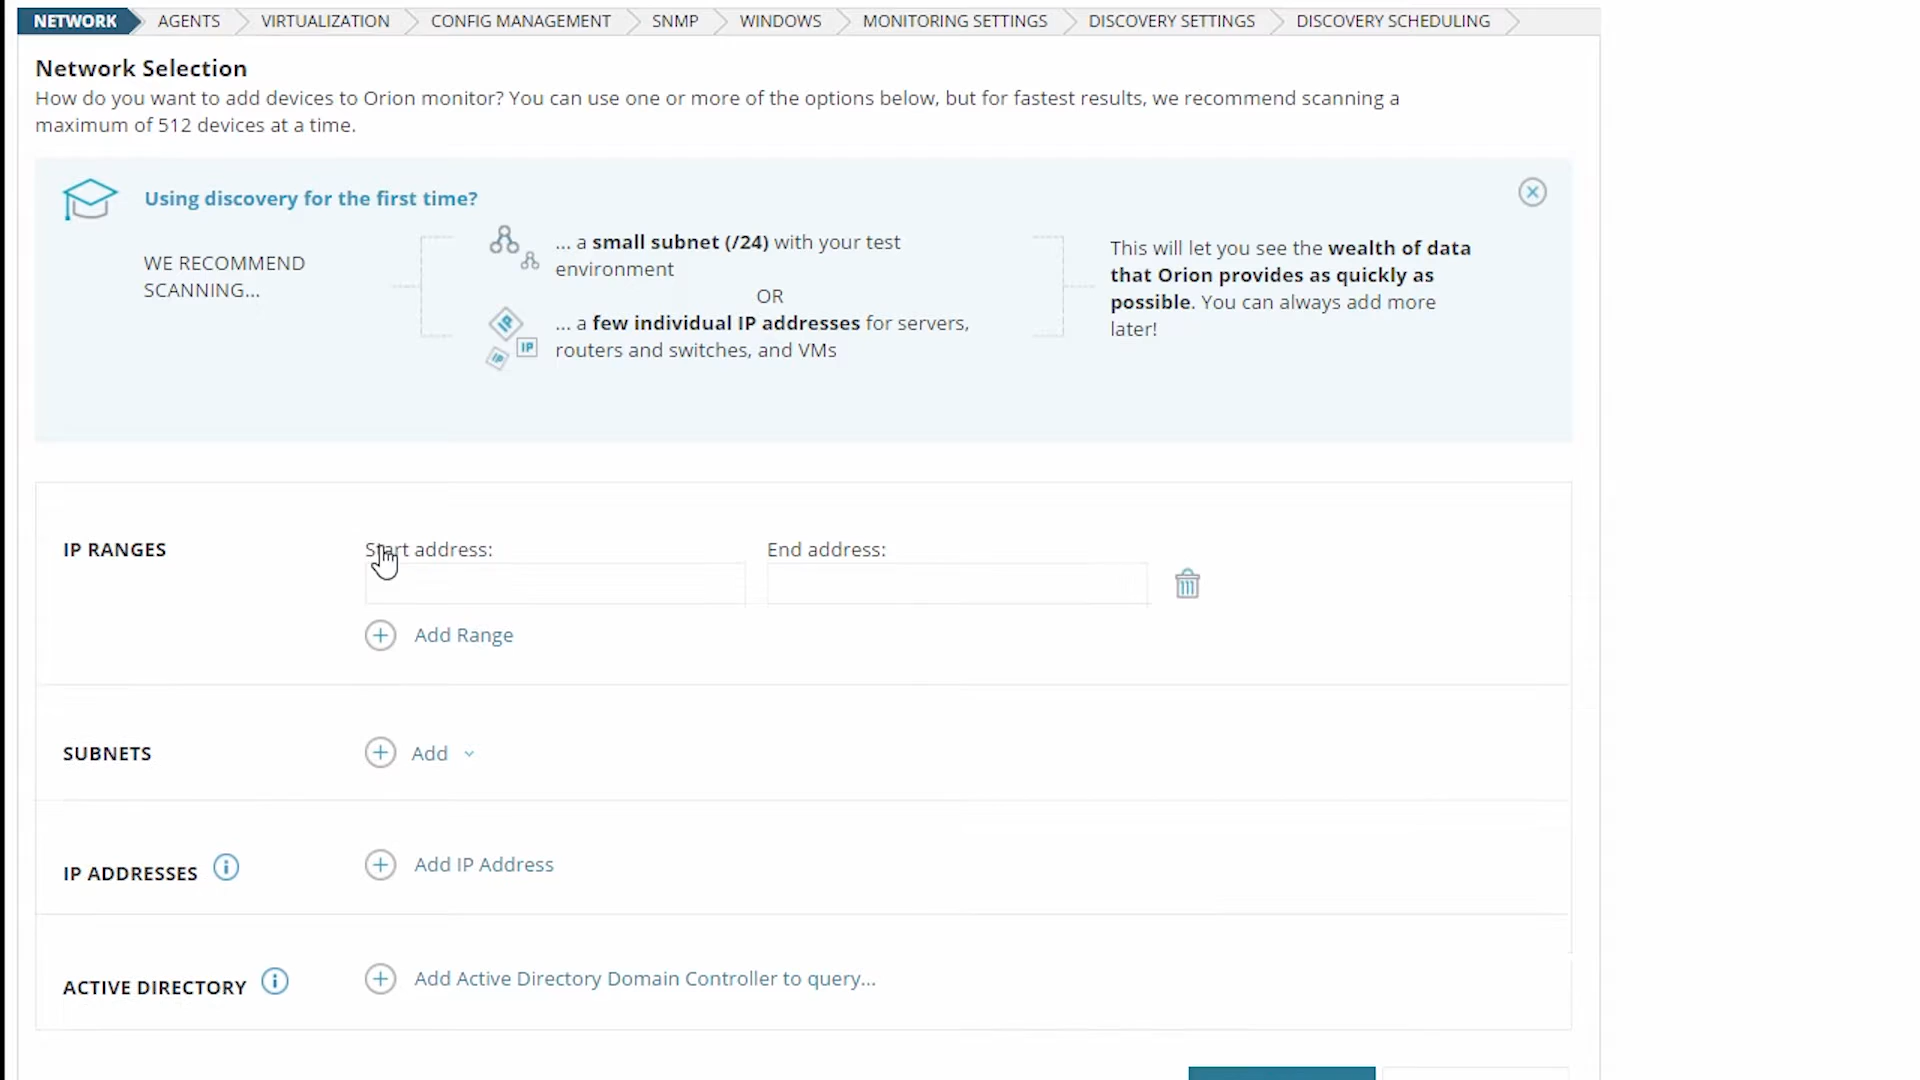 NETWORK AGENTS VIRTUALIZATION CONFIG MANAGEMENT SNMP WINDOWS MONITORING SETTINGS DISCOVERY SETTINGS DISCOVERY SCHEDULING
Network Selection
How do you want to add devices to Orion monitor? You can use one or more of the options below, but for fastest results, we recommend scanning a
maximum of 512 devices at a time.
Using discovery for the first time?
WE RECOMMEND
SCANNING...
... a small subnet (/24) with your test
environment
OR
... a few individual IP addresses for servers,
routers and switches, and VMs
IP
IP
IP
This will let you see the wealth of data
that Orion provides as quickly as
possible. You can always add more
later!
IP RANGES
Start address:
End address:
Add Range
SUBNETS
Add
IP ADDRESSES
Add IP Address
ACTIVE DIRECTORY
Add Active Directory Domain Controller to query...